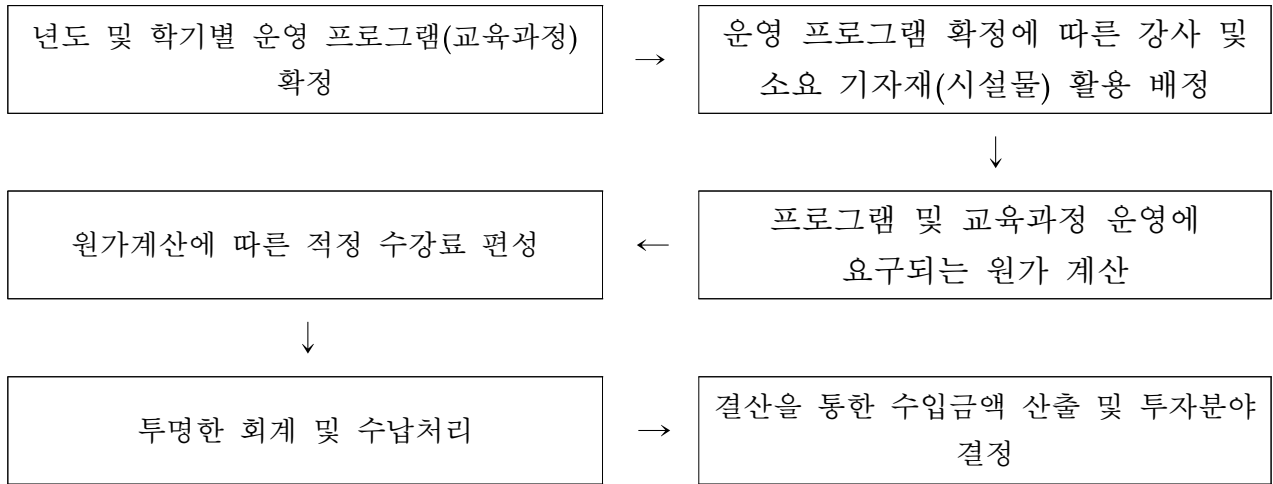 년도 및 학기별 운영 프로그램(교육과정)
확정
→
운영 프로그램 확정에 따른 강사 및
소요 기자재(시설물) 활용 배정
↓
프로그램 및 교육과정 운영에
요구되는 원가 계산
←
원가계산에 따른 적정 수강료 편성
↓
투명한 회계 및 수납처리
→
결산을 통한 수입금액 산출 및 투자분야
결정